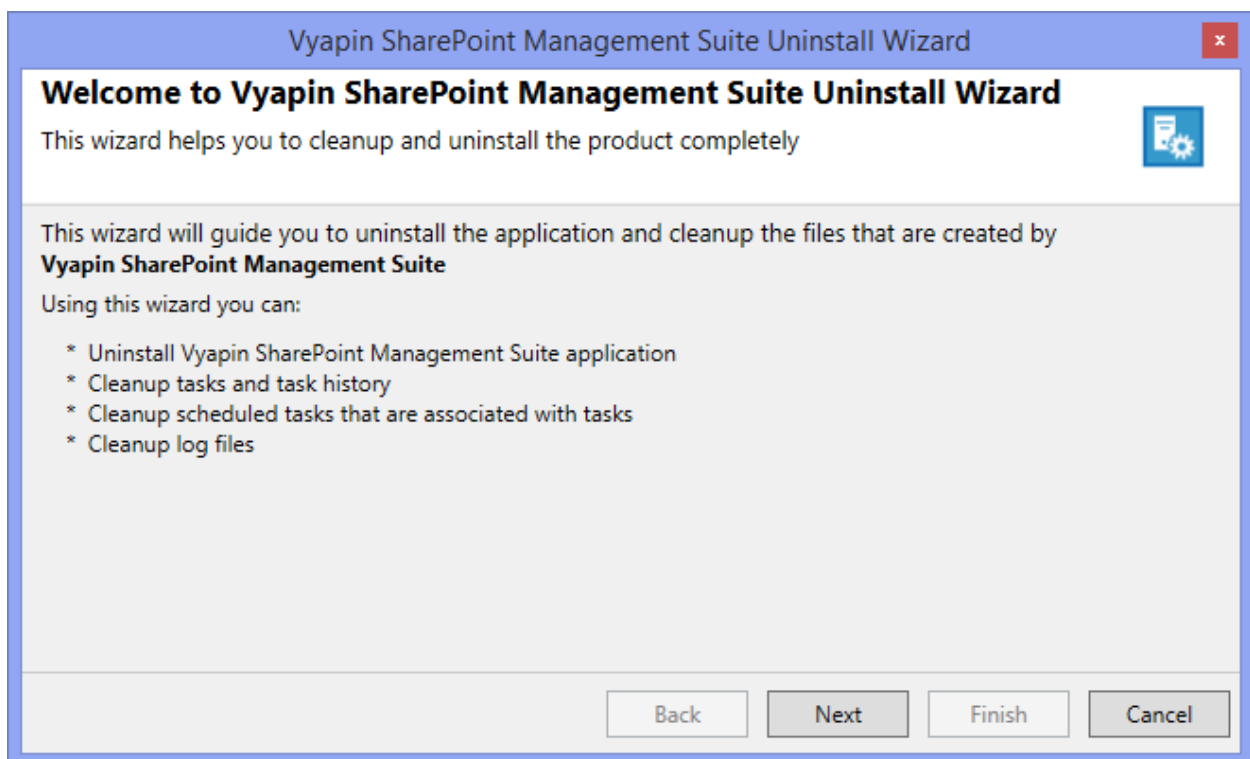 Vyapin SharePoint Management Suite Uninstall Wizard
x
Welcome to Vyapin SharePoint Management Suite Uninstall Wizard
This wizard helps you to cleanup and uninstall the product completely
This wizard will guide you to uninstall the application and cleanup the files that are created by
Vyapin SharePoint Management Suite
Using this wizard you can:
* Uninstall Vyapin SharePoint Management Suite application
* Cleanup tasks and task history
* Cleanup scheduled tasks that are associated with tasks
* Cleanup log files
Back Next Finish Cancel